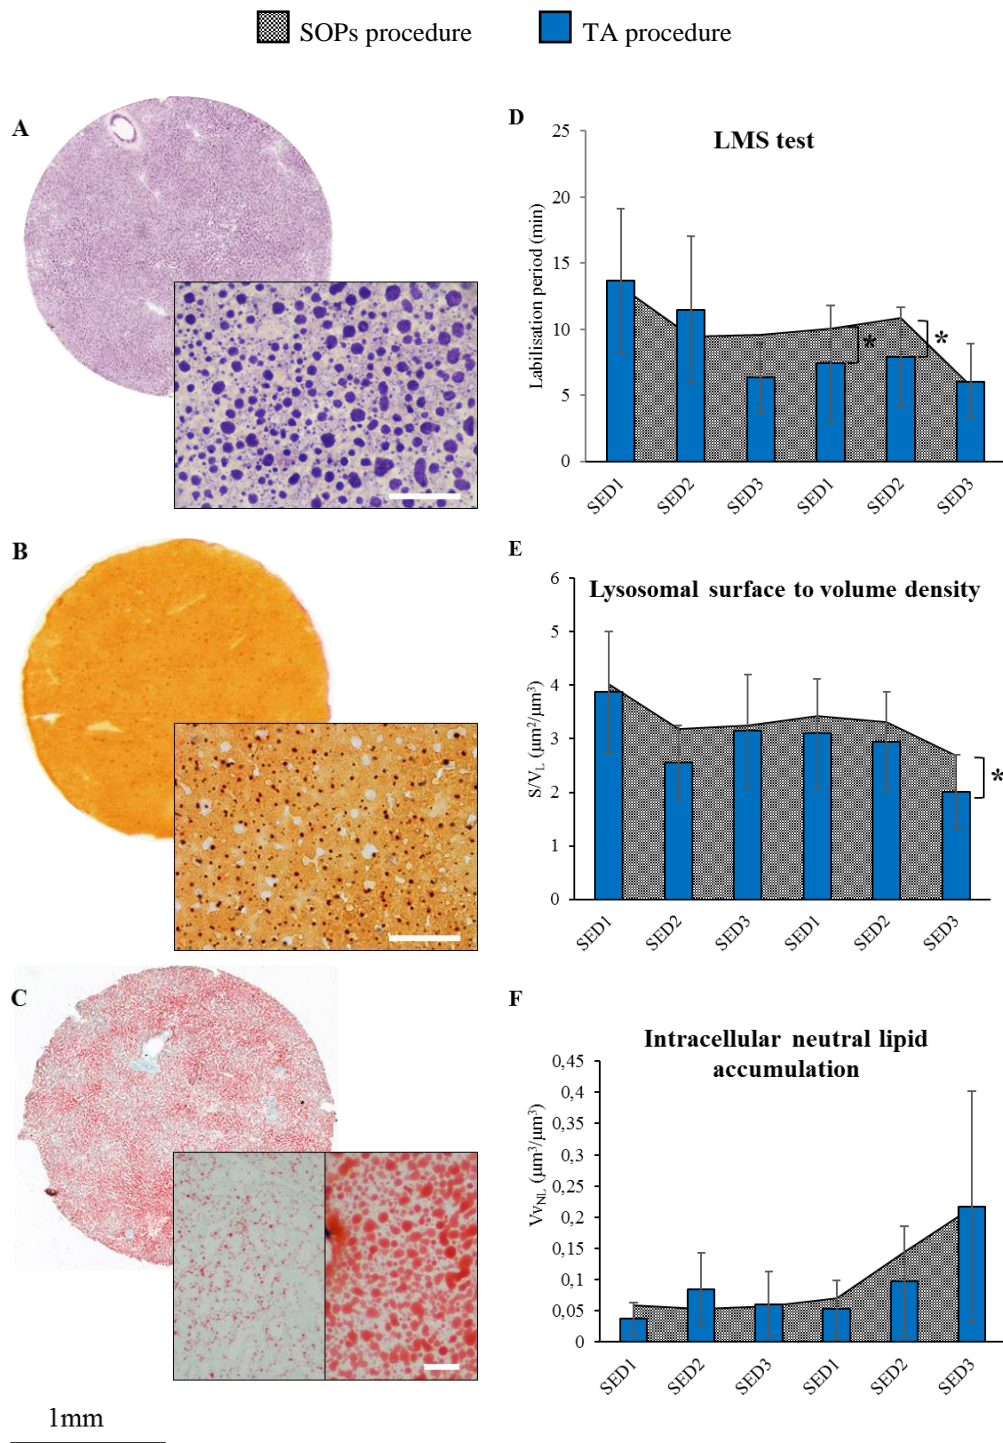 SOPs procedure
TA procedure
A
B
C
1mm
D
LMS test
Labilisation period (min)
25
20
15
10
5
0
*
*
SED1
SED2
SED3
SED1
SED2
SED3
E
Lysosomal surface to volume density
S/VL (µm²/µm³)
6
5
4
3
2
1
0
*
SED1
SED2
SED3
SED1
SED2
SED3
F
Intracellular neutral lipid
accumulation
VvNL (µm³/µm³)
0,45
0,4
0,35
0,3
0,25
0,2
0,15
0,1
0,05
0
SED1
SED2
SED3
SED1
SED2
SED3